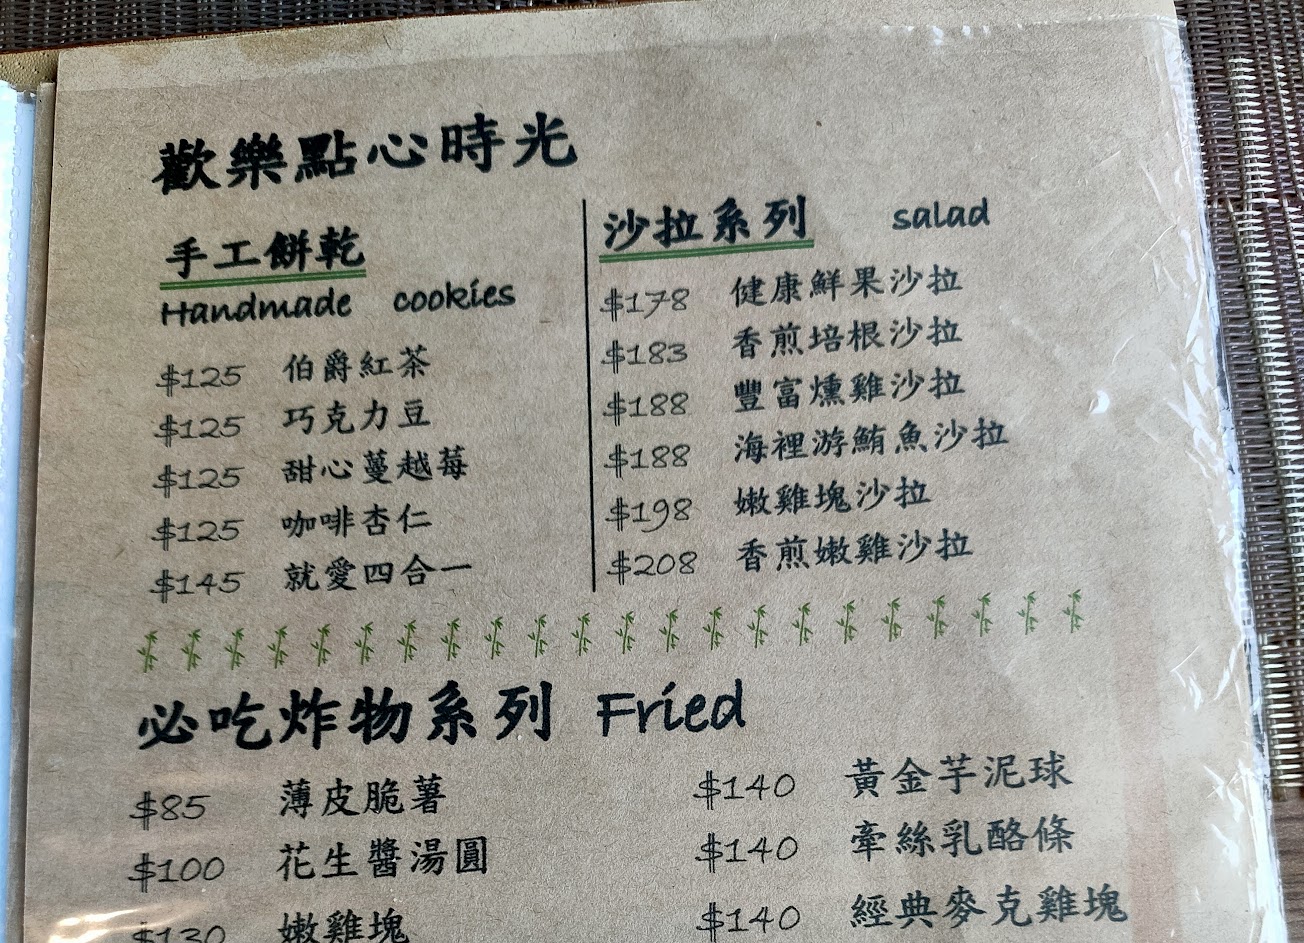 歡樂點心時光
手工餅乾
Handmade cookies
$125 伯爵紅茶
$125 巧克力豆
$125 甜心蔓越莓
$125 咖啡杏仁
$145 就愛四合一
沙拉系列 salad
$178 健康鮮果沙拉
$183 香煎培根沙拉
$188 豐富燻雞沙拉
$188 海裡游鮪魚沙拉
$198 嫩雞塊沙拉
$208 香煎嫩雞沙拉
必吃炸物系列 Fried
$85 薄皮脆薯
$100 花生醬湯圓
$130 嫩雞塊
$140 黃金芋泥球
$140 牽絲乳酪條
$140 經典麥克雞塊